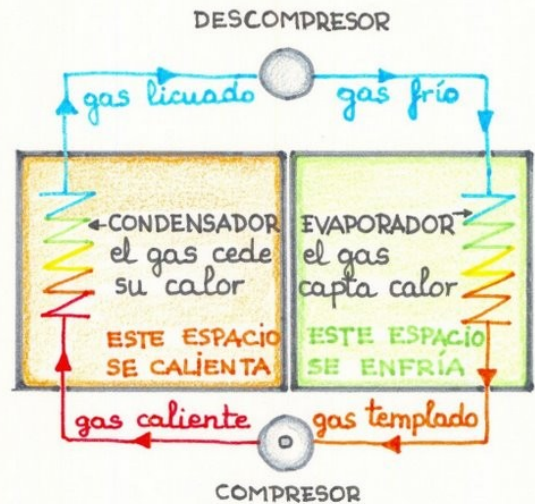 DESCOMPRESOR
gas licuado
gas frío
CONDENSADOR
el gas cede
su calor
ESTE ESPACIO
SE CALIENTA
EVAPORADOR
el gas
capta calor
ESTE ESPACIO
SE ENFRÍA
gas caliente
gas templado
COMPRESOR